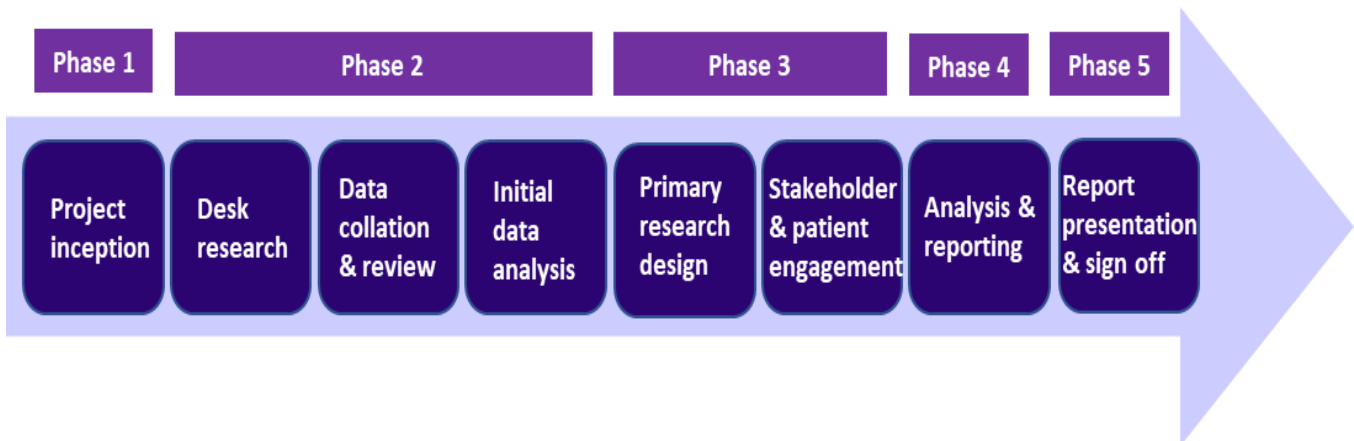 Phase 1
Phase 2
Phase 3
Phase 4
Phase 5
Project
inception
Desk
research
Data
collation
& review
Initial
data
analysis
Primary
research
design
Stakeholder
& patient
engagement
Analysis &
reporting
Report
presentation
& sign off